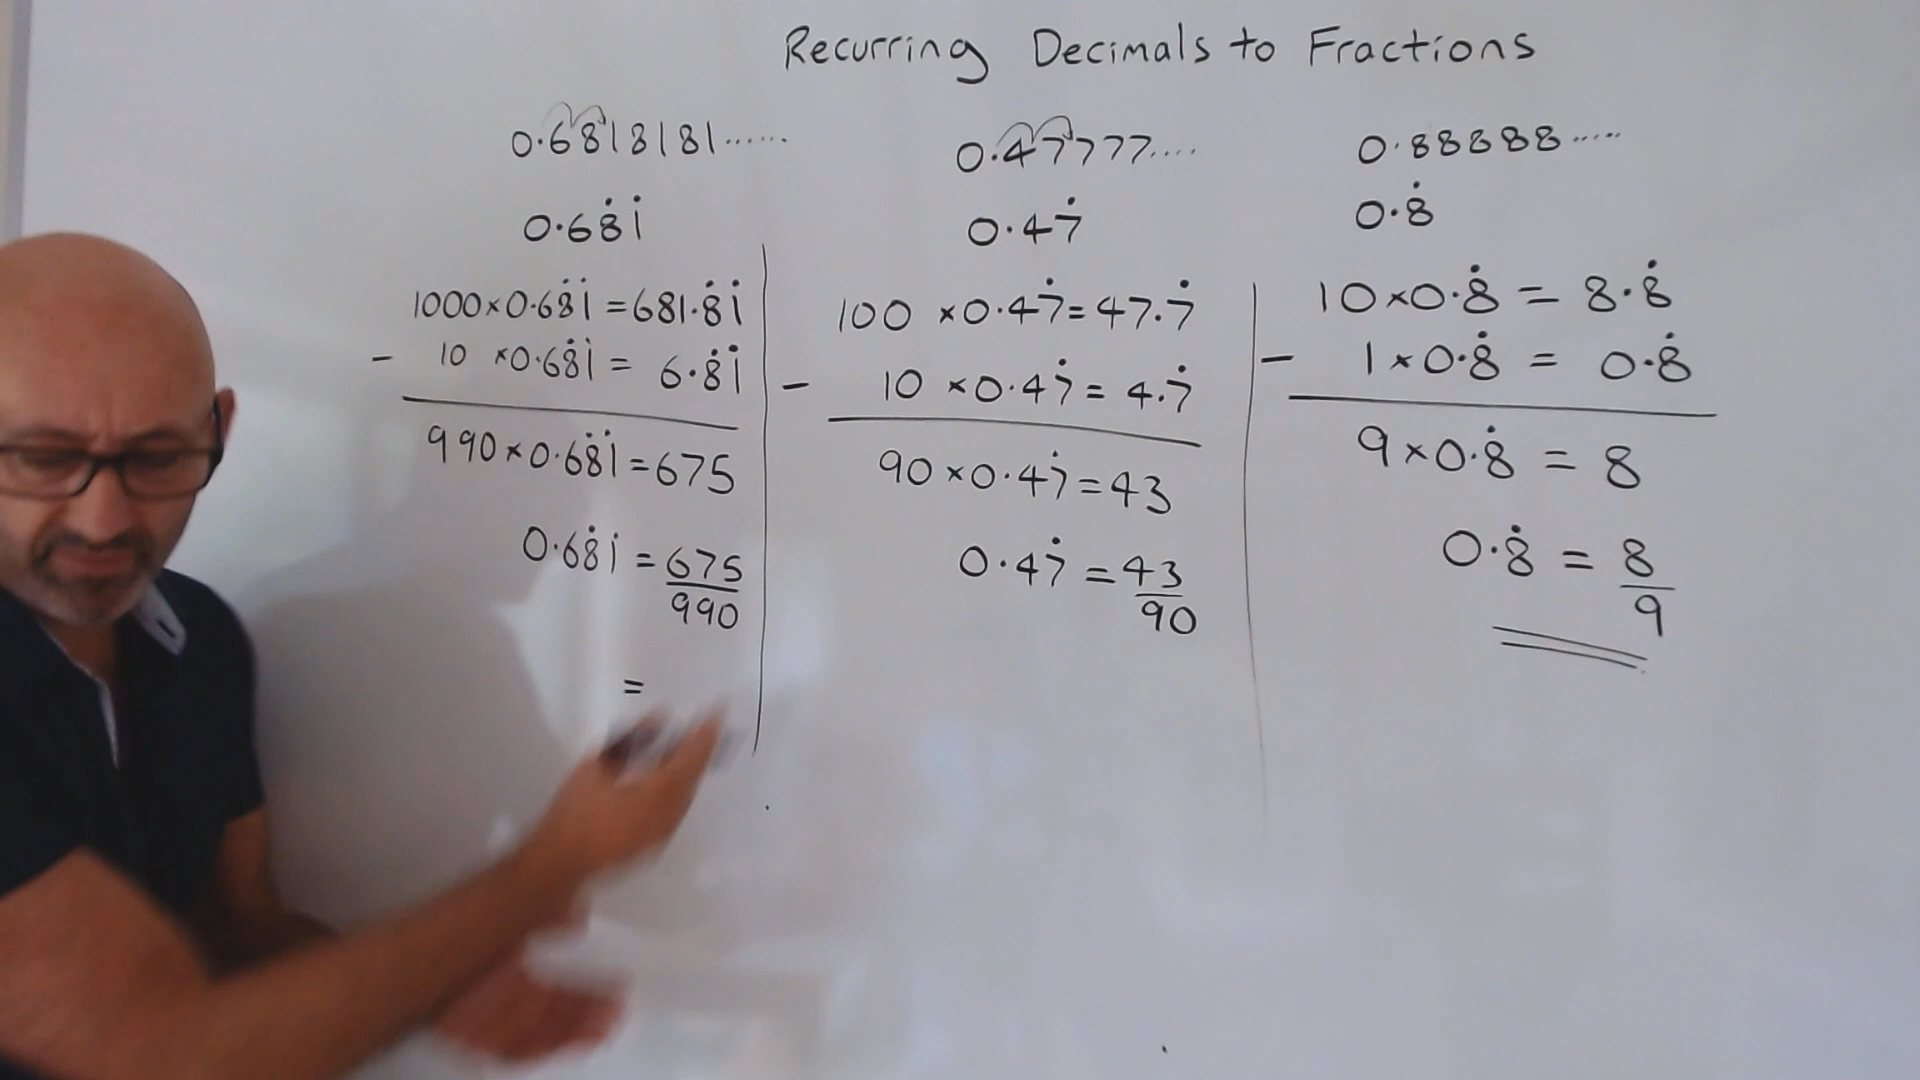 Recurring Decimals to Fractions
0.6818181......
0.68̇1̇
1000×0.68̇1̇=681.8̇1̇
- 10 ×0.68̇1̇= 6.8̇1̇
990×0.68̇1̇=675
0.68̇1̇=675/990
=
0.47777....
0.47̇
100 ×0.47̇=47.7̇
- 10 ×0.47̇= 4.7̇
90×0.47̇=43
0.47̇=43/90
0.88888.....
0.8̇
10×0.8̇ = 8.8̇
- 1×0.8̇ = 0.8̇
9×0.8̇ = 8
0.8̇ = 8/9